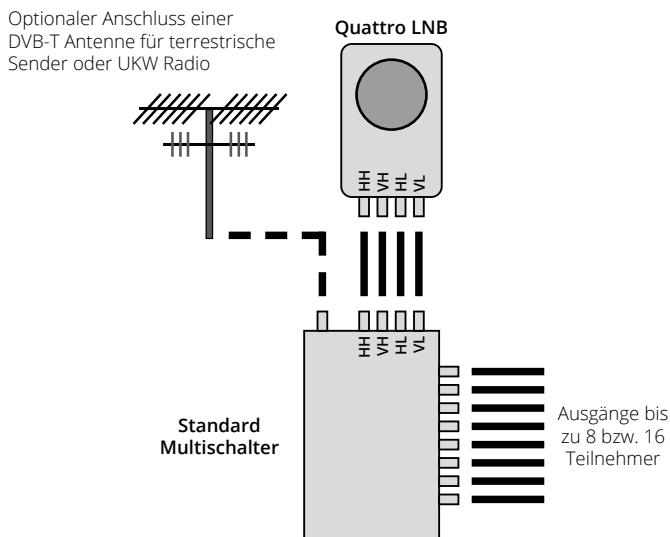 Optionaler Anschluss einer
DVB-T Antenne für terrestrische
Sender oder UKW Radio
Quattro LNB
HH
VH
HL
VL
HH
VH
HL
VL
Standard
Multischalter
Ausgänge bis
zu 8 bzw. 16
Teilnehmer